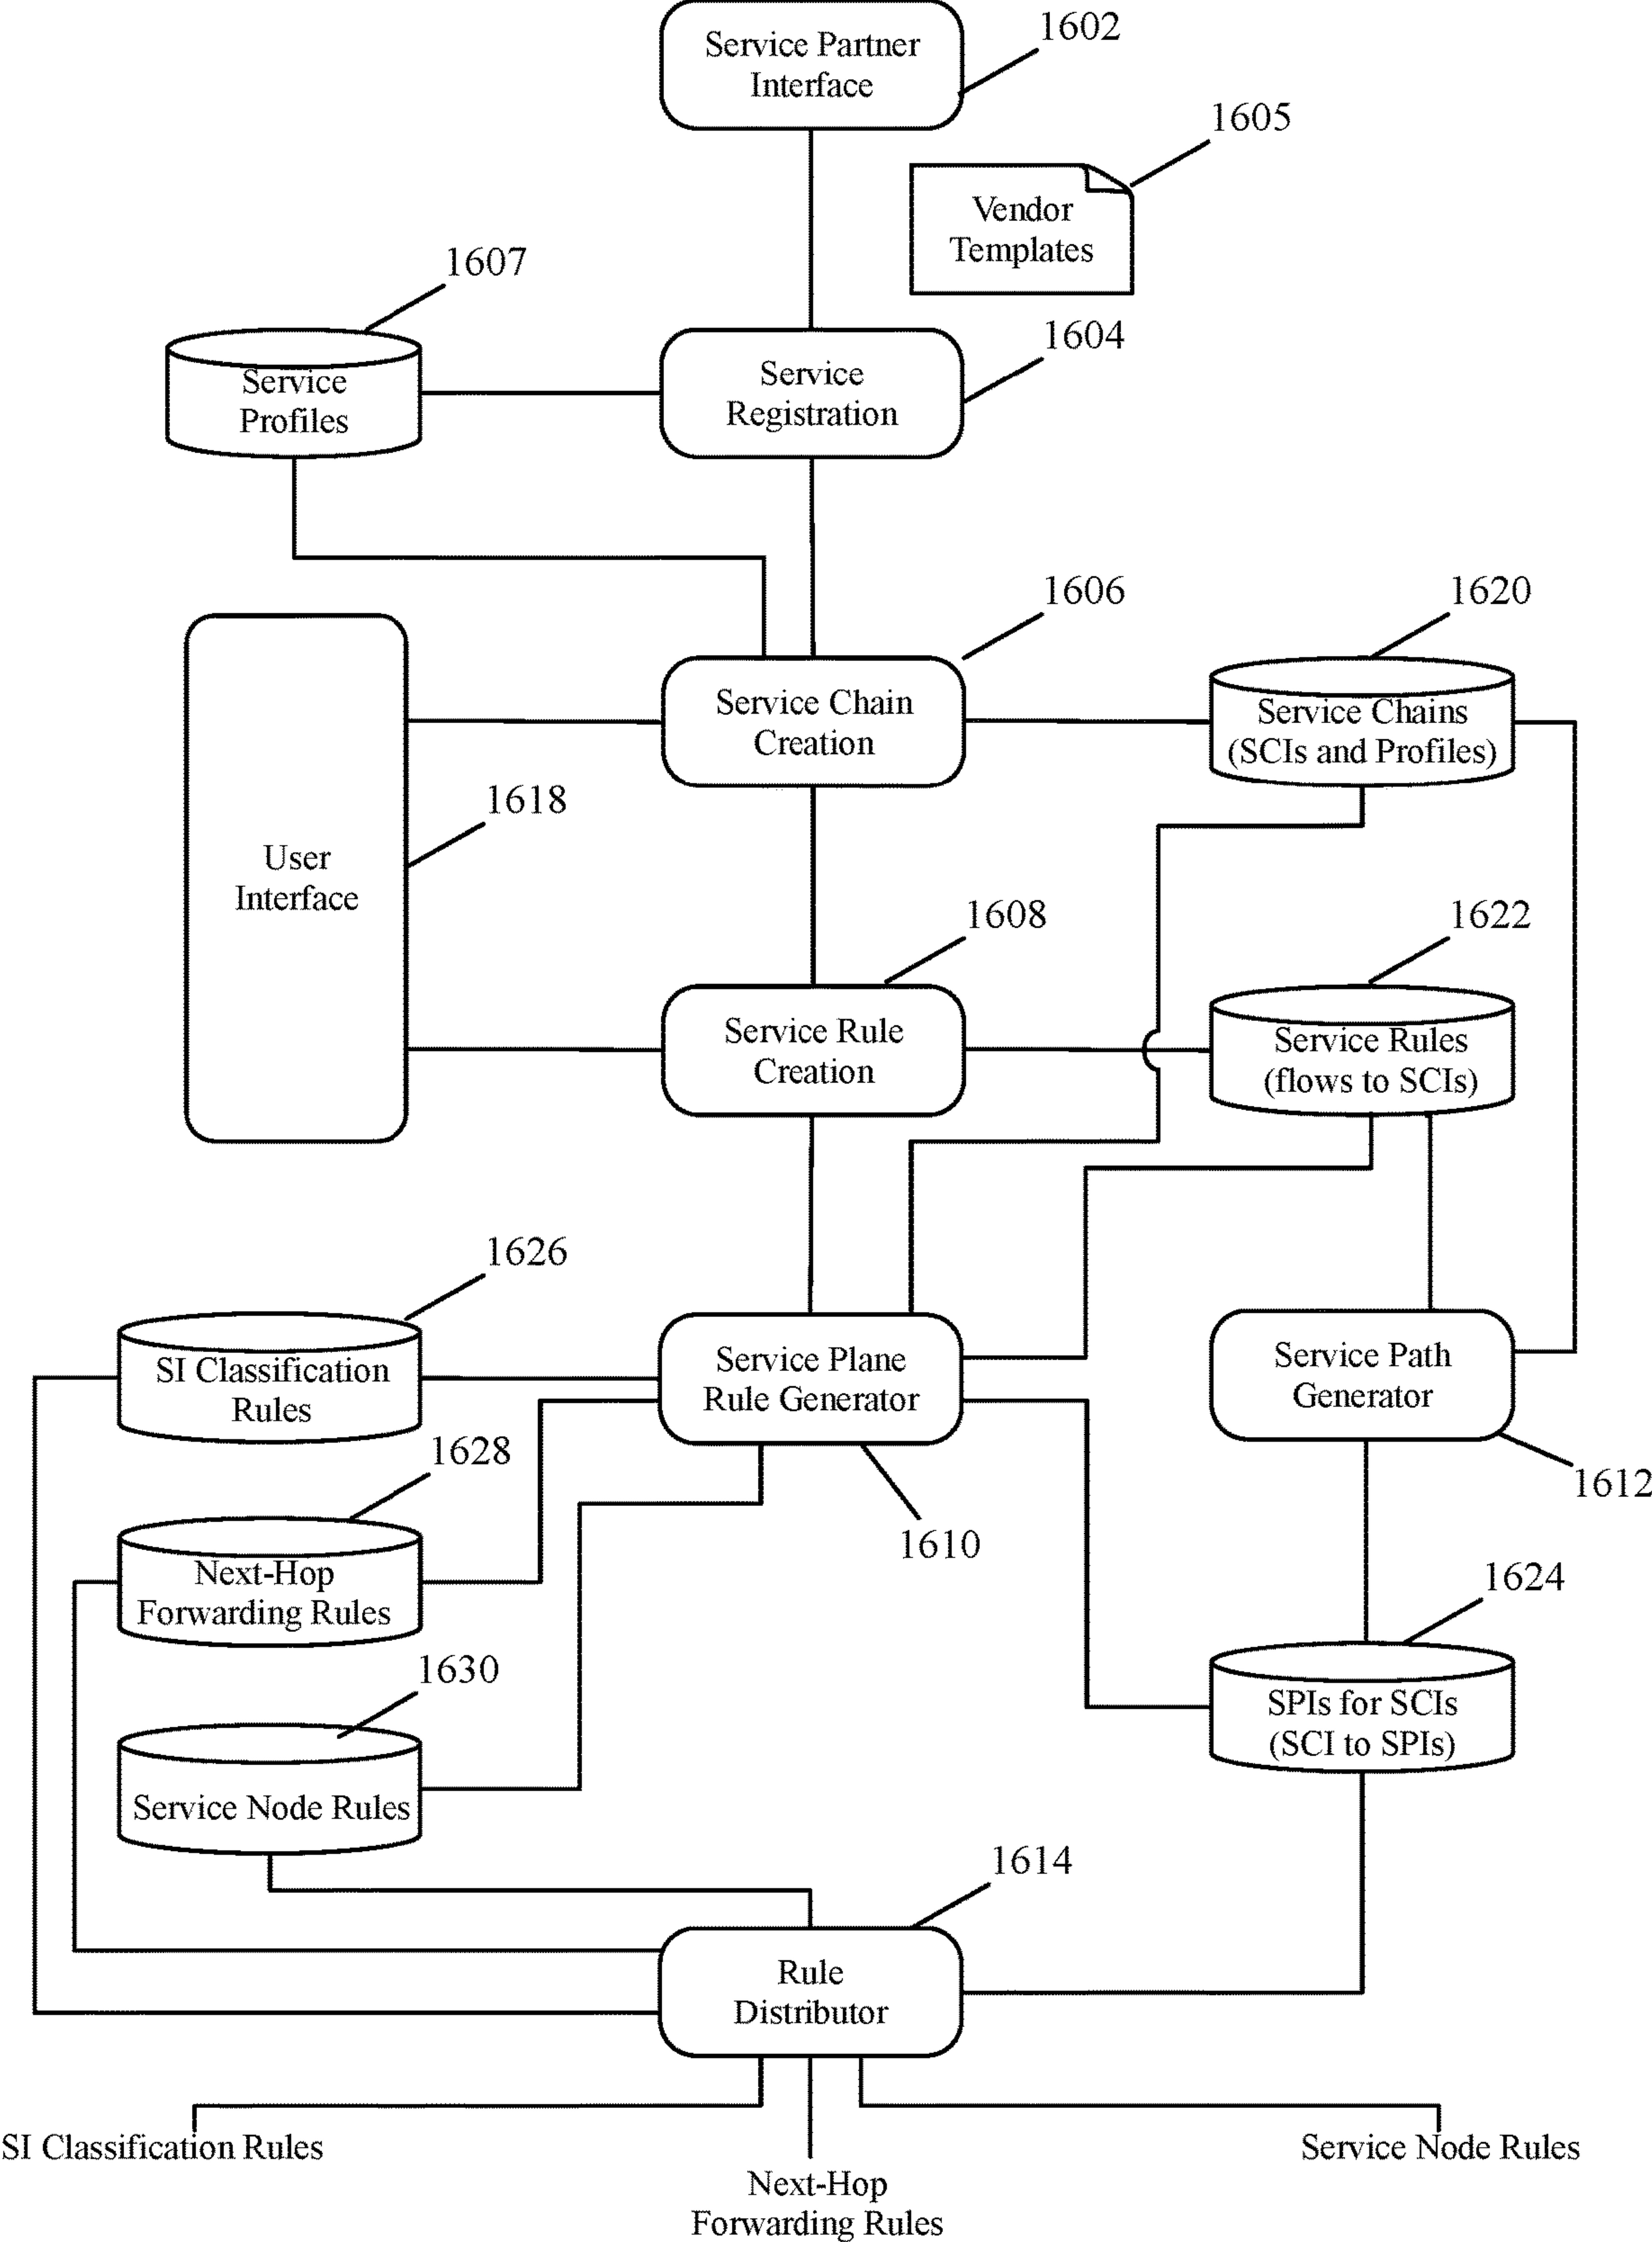 Service Partner
Interface
1602
1605
Vendor
Templates
1607
Service
Profiles
1604
Service
Registration
1606
Service Chain
Creation
1620
Service Chains
(SCIs and Profiles)
1618
User
Interface
1608
Service Rule
Creation
1622
Service Rules
(flows to SCIs)
1626
SI Classification
Rules
Service Plane
Rule Generator
1610
Service Path
Generator
1612
1628
Next-Hop
Forwarding Rules
1624
SPIs for SCIs
(SCI to SPIs)
1630
Service Node Rules
1614
Rule
Distributor
SI Classification Rules
Next-Hop
Forwarding Rules
Service Node Rules